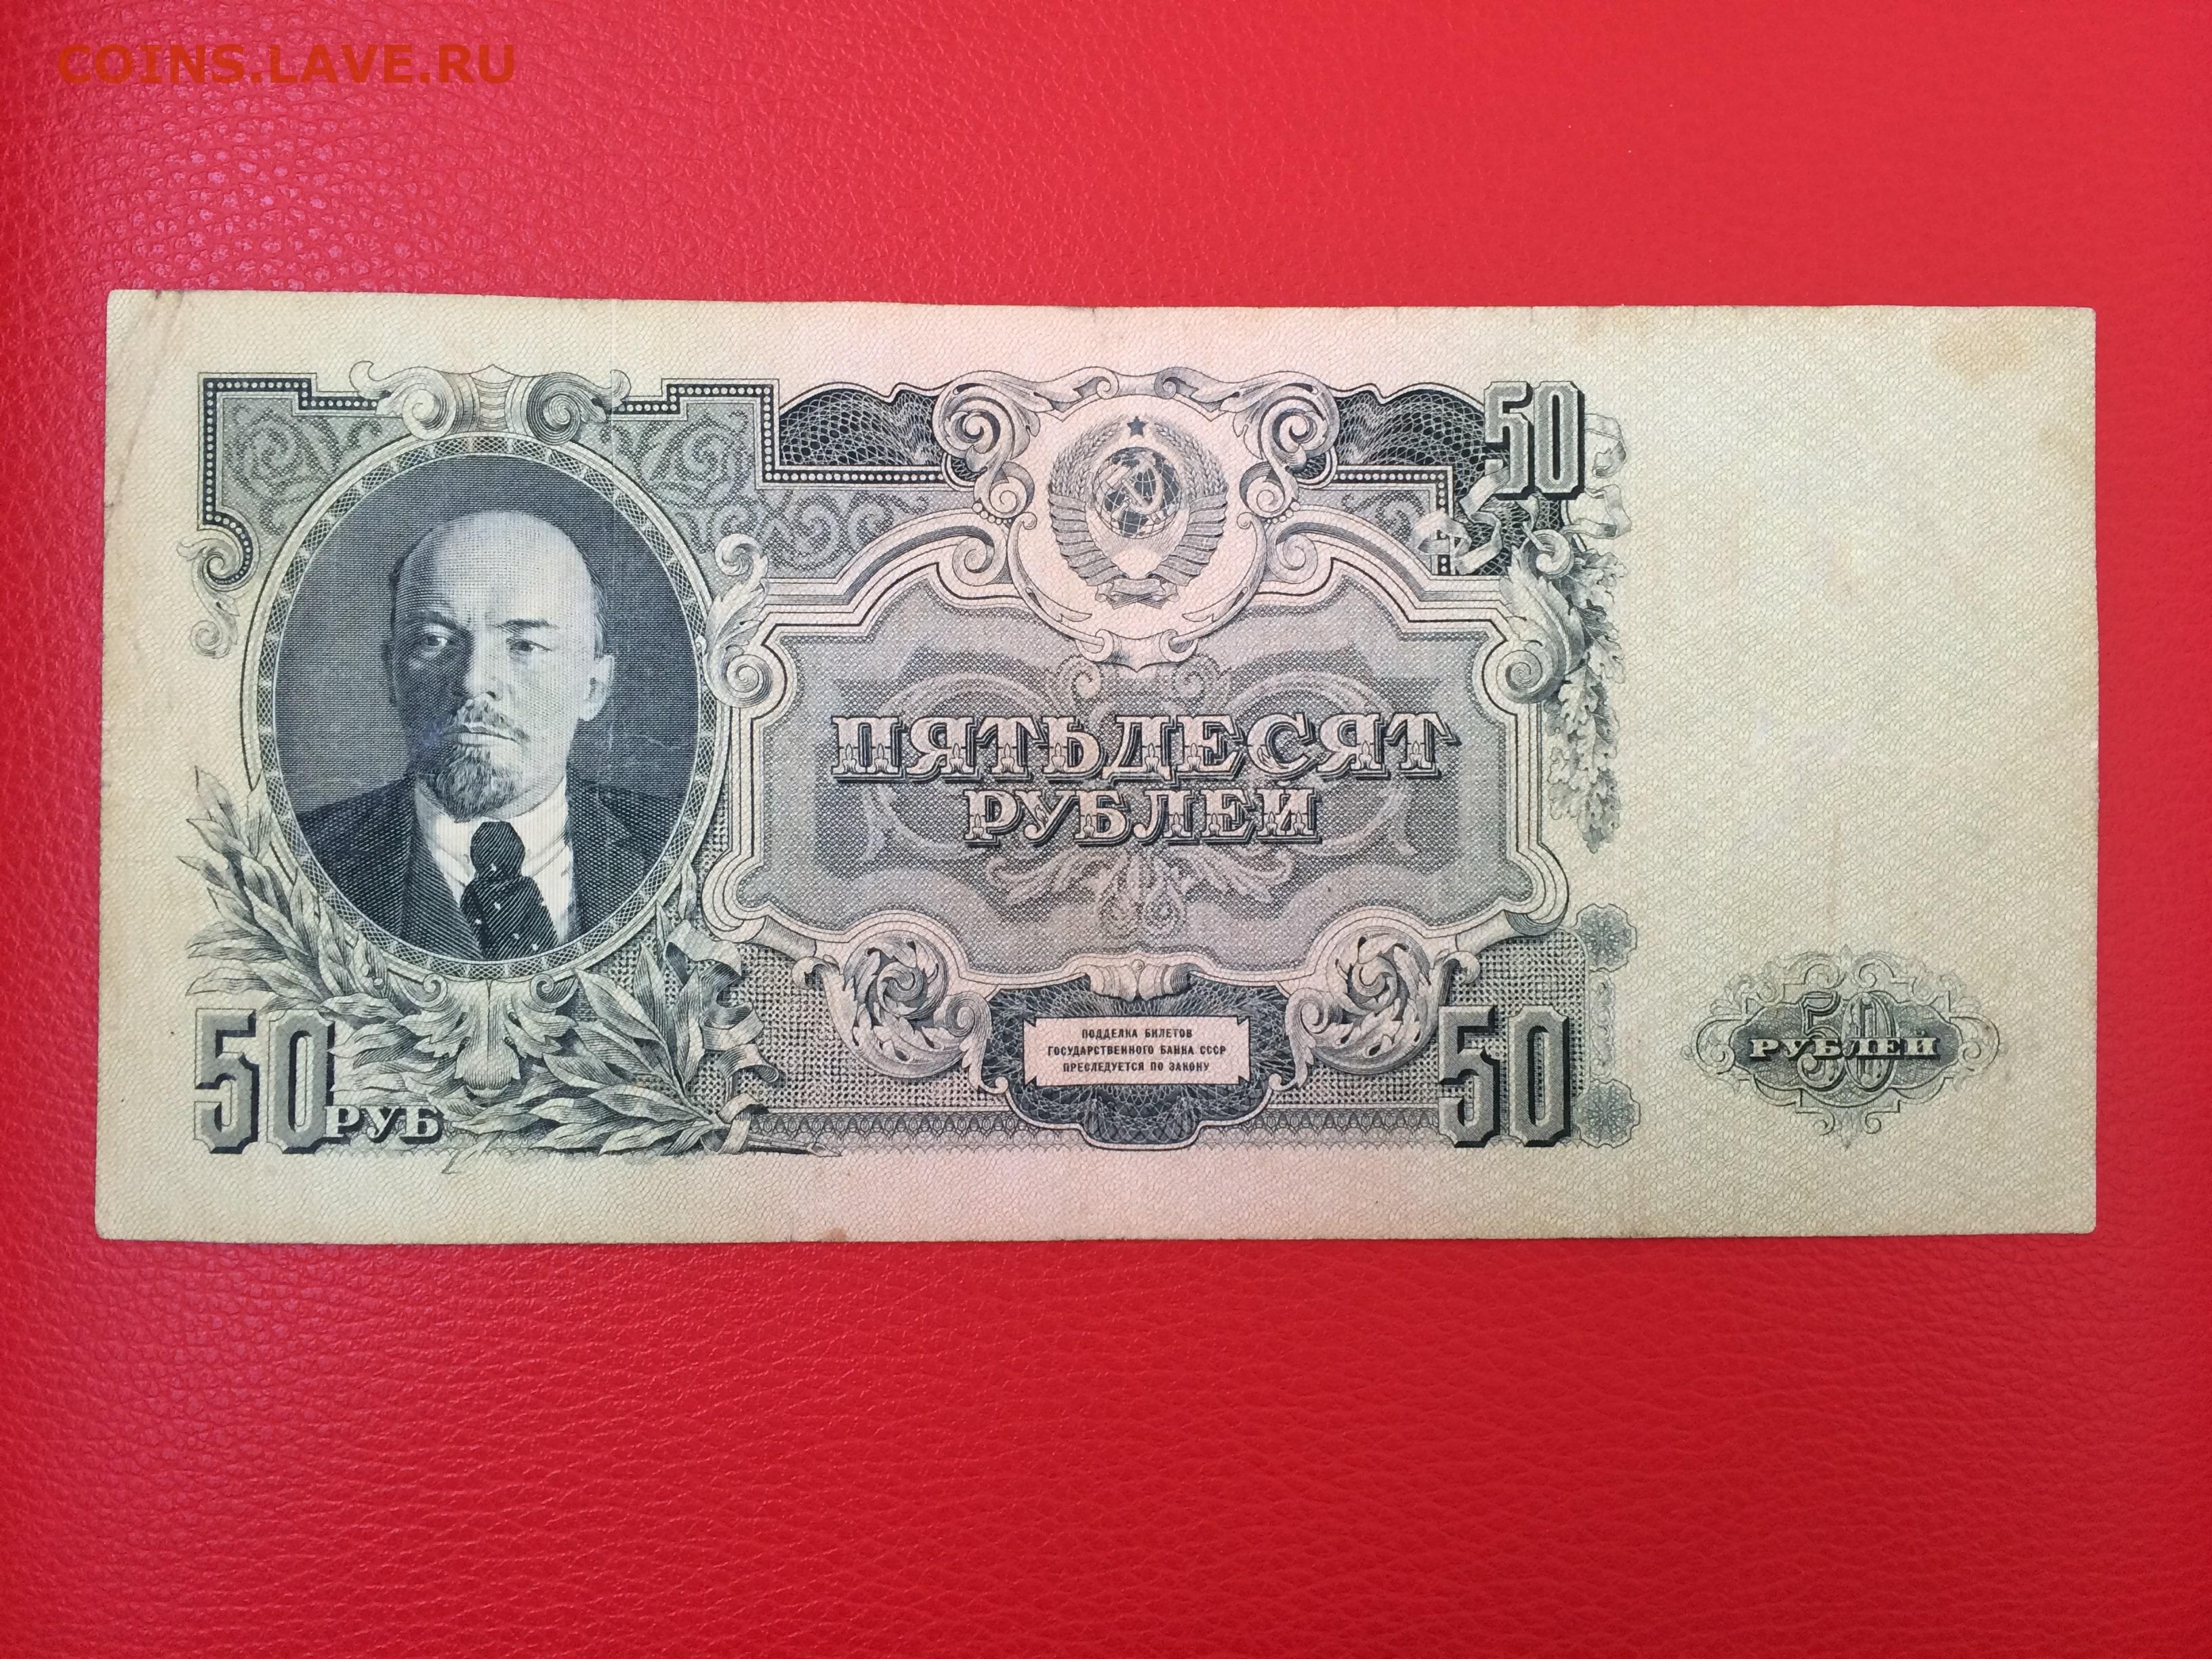 COINS.LAVE.RU
50
ПЯТЬДЕСЯТ
РУБЛЕЙ
50 РУБ
ПОДДЕЛКА БИЛЕТОВ
ГОСУДАРСТВЕННОГО БАНКА СССР
ПРЕСЛЕДУЕТСЯ ПО ЗАКОНУ
50
50
РУБЛЕЙ